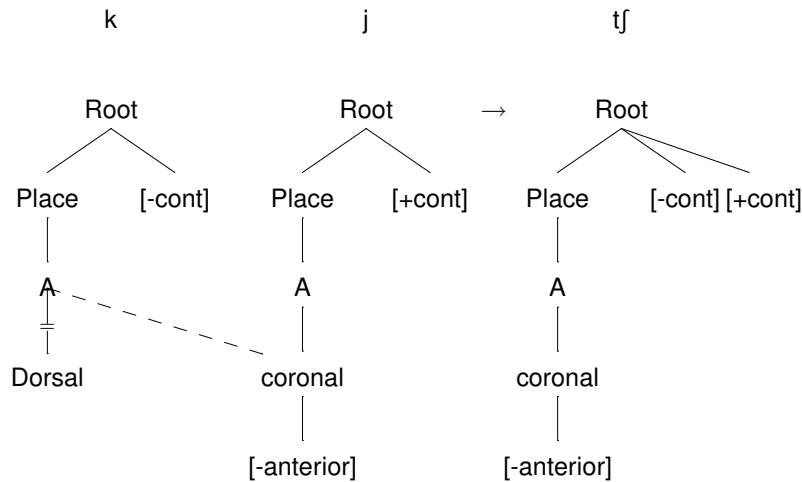 k j tʃ
Root Root → Root
Place [-cont] Place [+cont] Place [-cont] [+cont]
A A A
Dorsal coronal coronal
[-anterior] [-anterior]